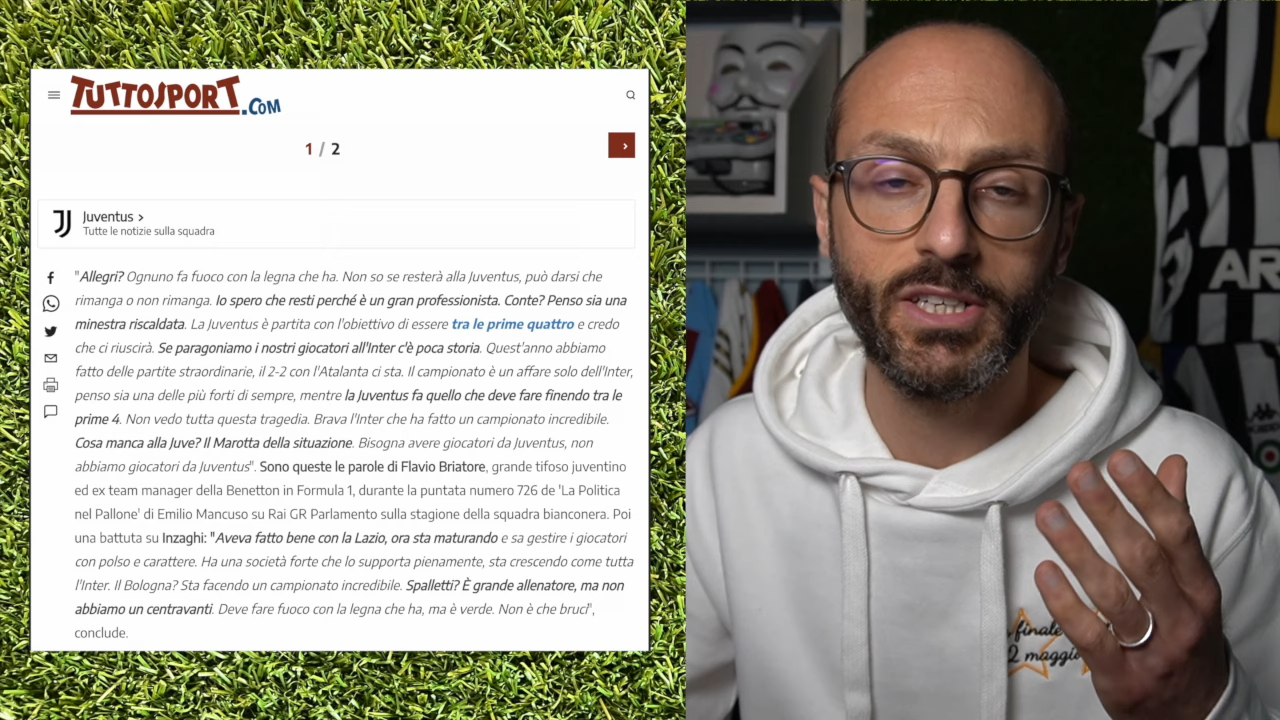 TUTTOSPORT.COM
1 / 2
Juventus >
Tutte le notizie sulla squadra
"Allegri? Ognuno fa fuoco con la legna che ha. Non so se resterà alla Juventus, può darsi che
rimanga o non rimanga. Io spero che resti perché è un gran professionista. Conte? Penso sia una
minestra riscaldata. La Juventus è partita con l'obiettivo di essere tra le prime quattro e credo
che ci riuscirà. Se paragoniamo i nostri giocatori all'Inter c'è poca storia. Quest'anno abbiamo
fatto delle partite straordinarie, il 2-2 con l'Atalanta ci sta. Il campionato è un affare solo dell'Inter,
penso sia una delle più forti di sempre, mentre la Juventus fa quello che deve fare finendo tra le
prime 4. Non vedo tutta questa tragedia. Brava l'Inter che ha fatto un campionato incredibile.
Cosa manca alla Juve? Il Marotta della situazione. Bisogna avere giocatori da Juventus, non
abbiamo giocatori da Juventus". Sono queste le parole di Flavio Briatore, grande tifoso juventino
ed ex team manager della Benetton in Formula 1, durante la puntata numero 726 de 'La Politica
nel Pallone' di Emilio Mancuso su Rai GR Parlamento sulla stagione della squadra bianconera. Poi
una battuta su Inzaghi: "Aveva fatto bene con la Lazio, ora sta maturando e sa gestire i giocatori
con polso e carattere. Ha una società forte che lo supporta pienamente, sta crescendo come tutta
l'Inter. Il Bologna? Sta facendo un campionato incredibile. Spalletti? È grande allenatore, ma non
abbiamo un centravanti. Deve fare fuoco con la legna che ha, ma è verde. Non è che bruci",
conclude.
AR
finale
2 maggio